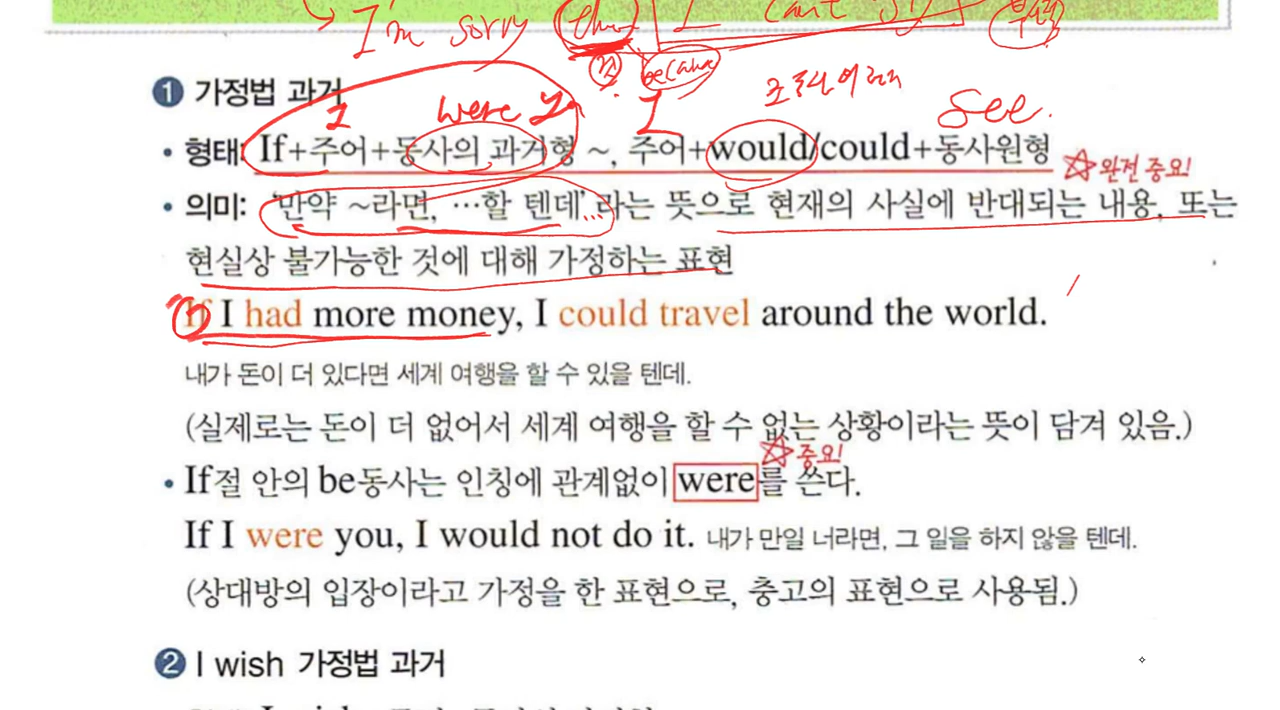 I'm sorry that I can't
because
조동사 어쩌
❶ 가정법 과거
I were you I see.
• 형태: If+주어+동사의 과거형 ~, 주어+would/could+동사원형
☆완전 중요!
• 의미: '만약 ~라면, …할 텐데'라는 뜻으로 현재의 사실에 반대되는 내용, 또는
현실상 불가능한 것에 대해 가정하는 표현
If I had more money, I could travel around the world.
내가 돈이 더 있다면 세계 여행을 할 수 있을 텐데.
(실제로는 돈이 더 없어서 세계 여행을 할 수 없는 상황이라는 뜻이 담겨 있음.)
☆중요!
• If절 안의 be동사는 인칭에 관계없이 were를 쓴다.
If I were you, I would not do it. 내가 만일 너라면, 그 일을 하지 않을 텐데.
(상대방의 입장이라고 가정을 한 표현으로, 충고의 표현으로 사용됨.)
❷ I wish 가정법 과거